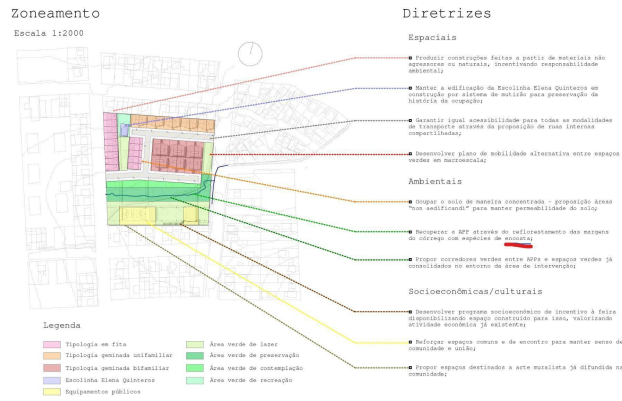 Zoneamento
Escala 1:2000
Diretrizes
Espaciais
Produzir construções feitas a partir de materiais não
agressores ou naturais, incentivando responsabilidade
ambiental;
Manter a edificação da Escolinha Elena Quinteros em
construção por sistema de mutirão para preservação da
história da ocupação;
Garantir igual acessibilidade para todas as modalidades
de transporte através da proposição de ruas internas
compartilhadas;
Desenvolver plano de mobilidade alternativa entre espaços
verdes em macroescala;
Ambientais
Ocupar o solo de maneira concentrada - proposição áreas
"non aedificandi" para manter permeabilidade do solo;
Recuperar a APP através do reflorestamento das margens
do córrego com espécies de encosta;
Propor corredores verdes entre APPs e espaços verdes já
consolidados no entorno da área de intervenção;
Socioeconômicas/culturais
Desenvolver programa socioeconômico de incentivo à feira
disponibilizando espaço construído para isso, valorizando
atividade econômica já existente;
Reforçar espaços comuns e de encontro para manter senso de
comunidade e união;
Propor espaços destinados a arte muralista já difundida na
comunidade;
Legenda
Tipologia em fita
Tipologia geminada unifamiliar
Tipologia geminada bifamiliar
Escolinha Elena Quinteros
Equipamentos públicos
Área verde de lazer
Área verde de preservação
Área verde de contemplação
Área verde de recreação